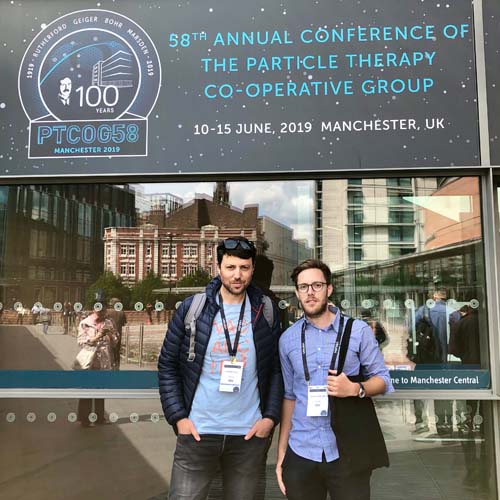 1919 · RUTHERFORD GEIGER BOHR MARSDEN · 2019
100
YEARS
PTCOG58
MANCHESTER 2019
58TH ANNUAL CONFERENCE OF
THE PARTICLE THERAPY
CO-OPERATIVE GROUP
10-15 JUNE, 2019 MANCHESTER, UK
me to Manchester Central